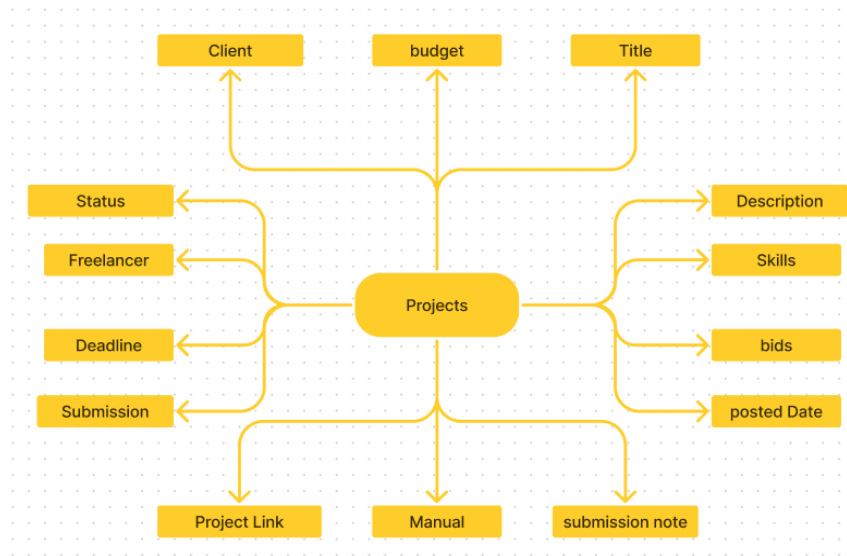 Client
budget
Title
Status
Description
Freelancer
Skills
Projects
Deadline
bids
Submission
posted Date
Project Link
Manual
submission note